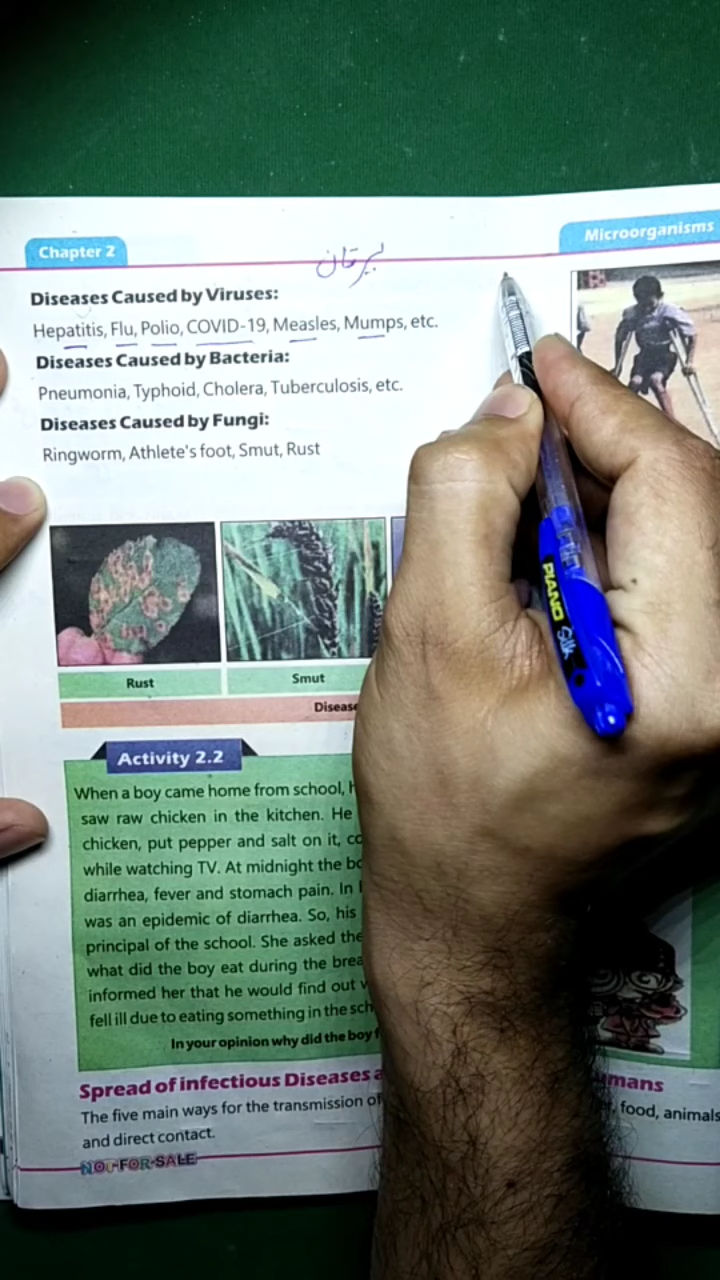 Chapter 2
یرقان
Microorganisms
Diseases Caused by Viruses:
Hepatitis, Flu, Polio, COVID-19, Measles, Mumps, etc.
Diseases Caused by Bacteria:
Pneumonia, Typhoid, Cholera, Tuberculosis, etc.
Diseases Caused by Fungi:
Ringworm, Athlete's foot, Smut, Rust
Rust
Smut
Disease
Activity 2.2
When a boy came home from school, h
saw raw chicken in the kitchen. He
chicken, put pepper and salt on it, co
while watching TV. At midnight the bo
diarrhea, fever and stomach pain. In
was an epidemic of diarrhea. So, his
principal of the school. She asked the
what did the boy eat during the brea
informed her that he would find out
fell ill due to eating something in the sch
In your opinion why did the boy
Spread of infectious Diseases umans
The five main ways for the transmission of food, animals
and direct contact.
NOT FOR SALE
PIANO Silk